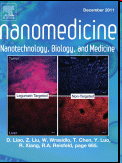 December 2011
nanomedicine
Nanotechnology, Biology, and Medicine
Legumain Targeted
Non-Targeted
D. Liao, Z. Liu, W. Wrasidlo, T. Chen, Y. Luo,
R. Xiang, R.A. Reisfeld, page 665.